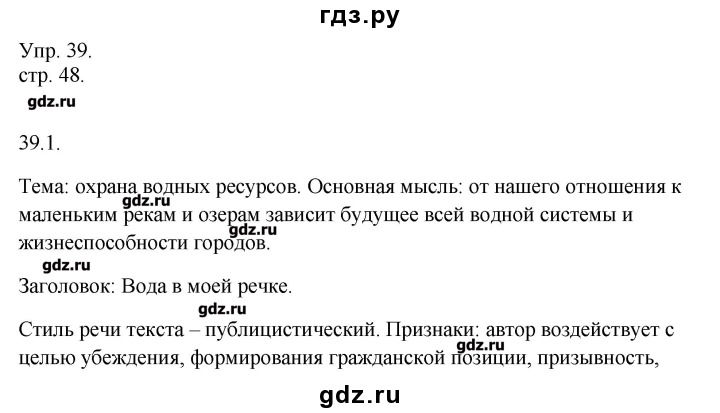 гдз.ру
Упр. 39.
стр. 48.
gdz.ru
39.1.
Тема: охрана водных ресурсов. Основная мысль: от нашего отношения к
gdz.ru
маленьким рекам и озерам зависит будущее всей водной системы и
gdz.ru
жизнеспособности городов.
gdz.ru
Заголовок: Вода в моей речке.
gdz.ru
Стиль речи текста – публицистический. Признаки: автор воздействует с
gdz.ru
целью убеждения, формирования гражданской позиции, призывность,
gdz.ru